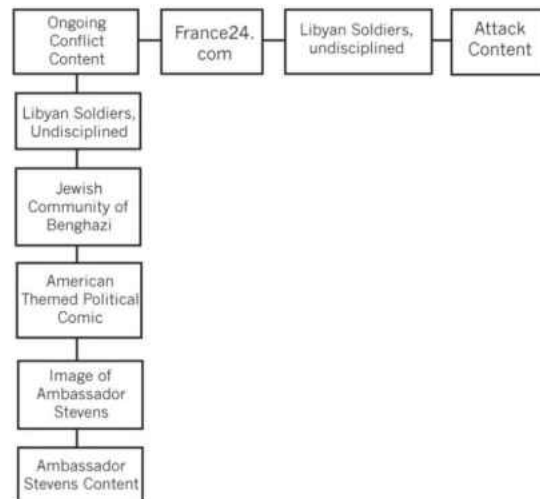 Ongoing
Conflict
Content
France24.
com
Libyan Soldiers,
undisciplined
Attack
Content
Libyan Soldiers,
Undisciplined
Jewish
Community of
Benghazi
American
Themed Political
Comic
Image of
Ambassador
Stevens
Ambassador
Stevens Content